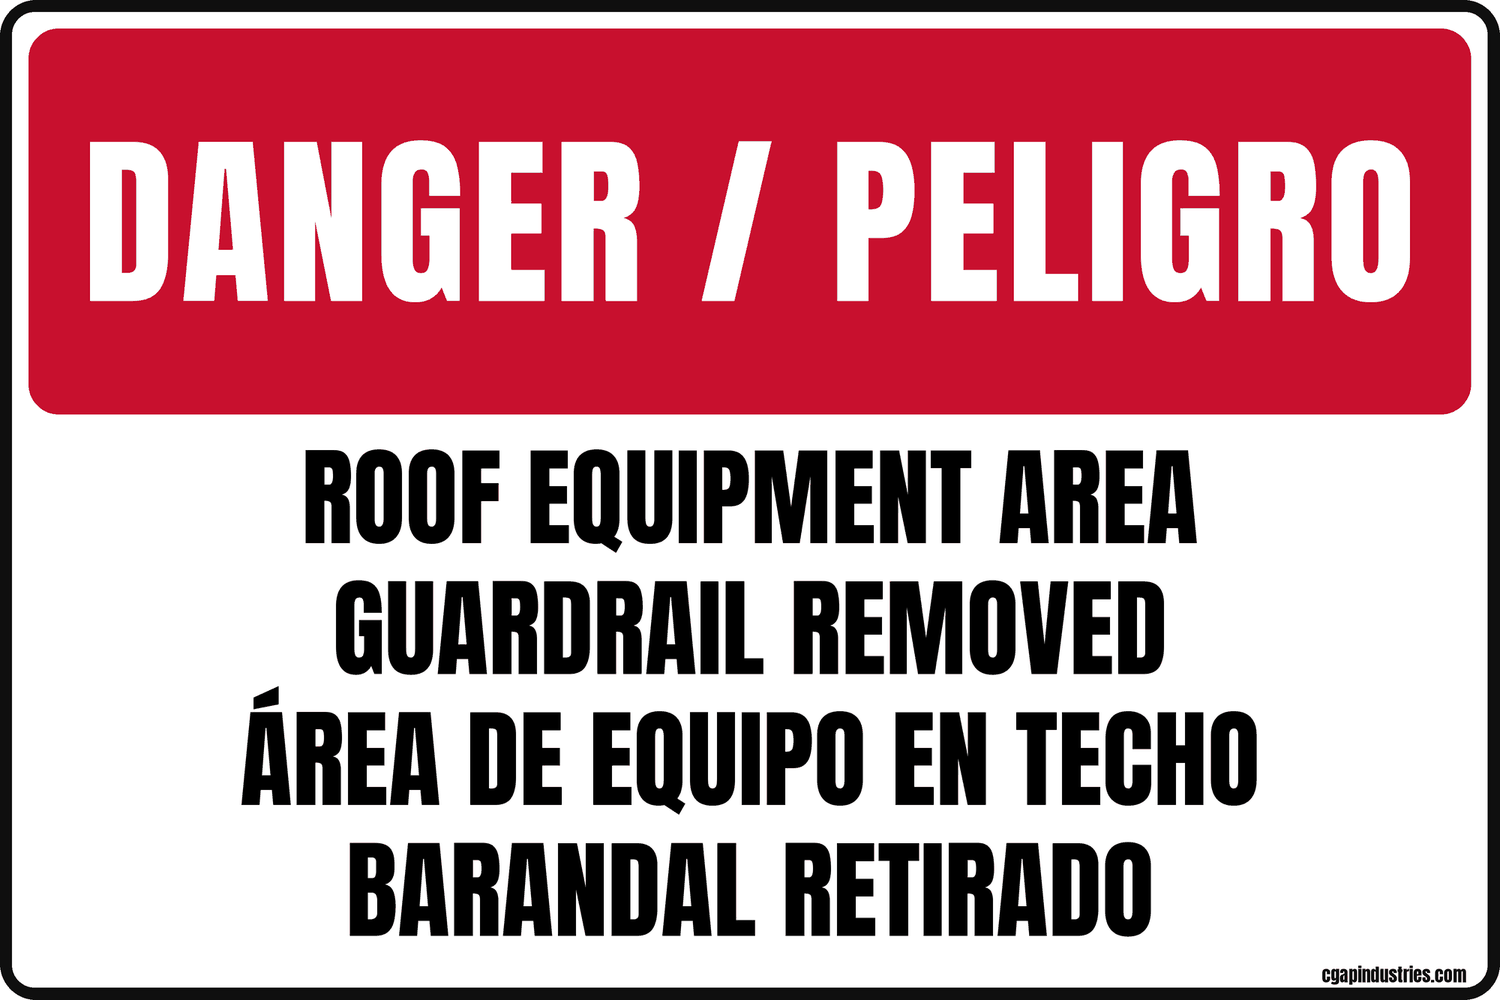 DANGER / PELIGRO
ROOF EQUIPMENT AREA
GUARDRAIL REMOVED
ÁREA DE EQUIPO EN TECHO
BARANDAL RETIRADO
cgapindustries.com